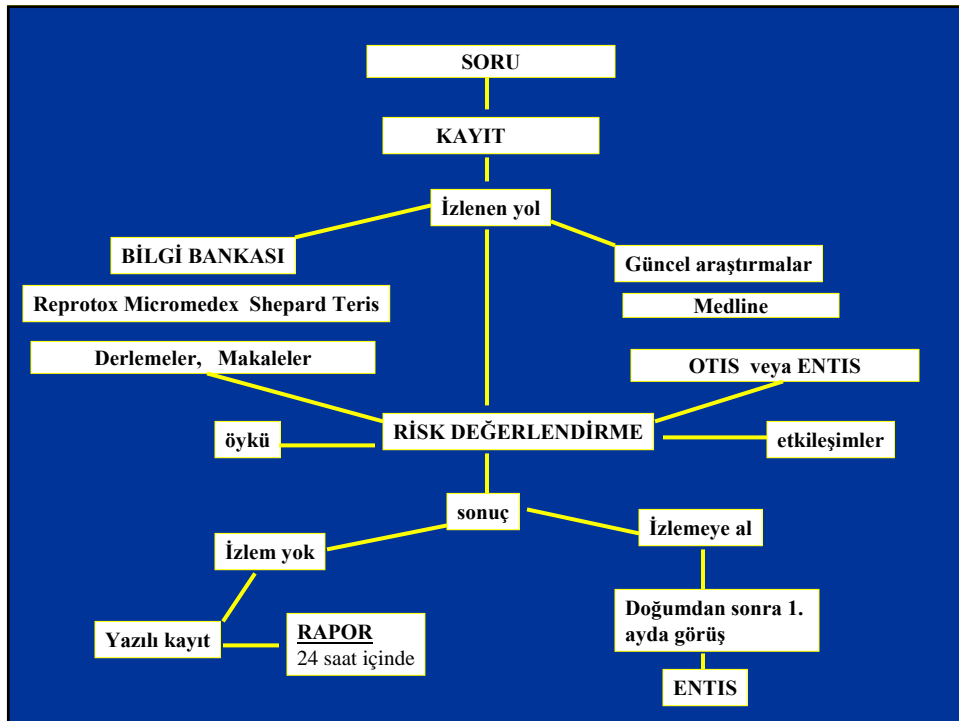 SORU
KAYIT
İzlenen yol
BİLGİ BANKASI
Güncel araştırmalar
Reprotox Micromedex Shepard Teris
Medline
Derlemeler, Makaleler
OTIS veya ENTIS
öykü
RİSK DEĞERLENDİRME
etkileşimler
sonuç
İzlemeye al
İzlem yok
Doğumdan sonra 1.
ayda görüş
Yazılı kayıt
RAPOR
24 saat içinde
ENTIS